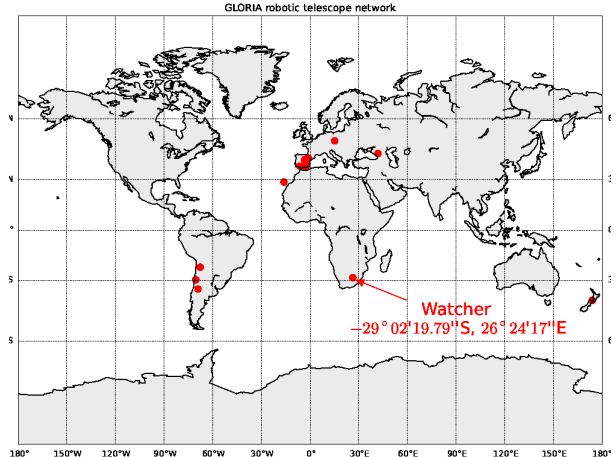 GLORIA robotic telescope network
Watcher
−29° 02'19.79"S, 26° 24'17"E
180° 150°W 120°W 90°W 60°W 30°W 0° 30°E 60°E 90°E 120°E 150°E 180°